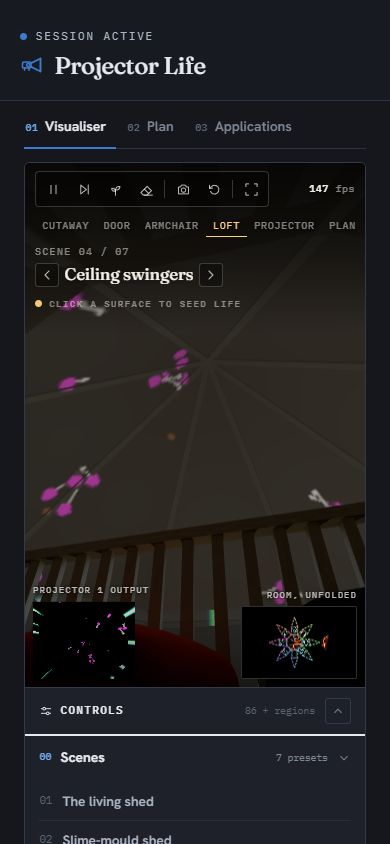 SESSION ACTIVE
Projector Life
01 Visualiser 02 Plan 03 Applications
147 fps
CUTAWAY DOOR ARMCHAIR LOFT PROJECTOR PLAN
SCENE 04 / 07
Ceiling swingers
CLICK A SURFACE TO SEED LIFE
PROJECTOR 1 OUTPUT
ROOM, UNFOLDED
CONTROLS 86 + regions
00 Scenes 7 presets
01 The living shed
02 Slime-mould shed